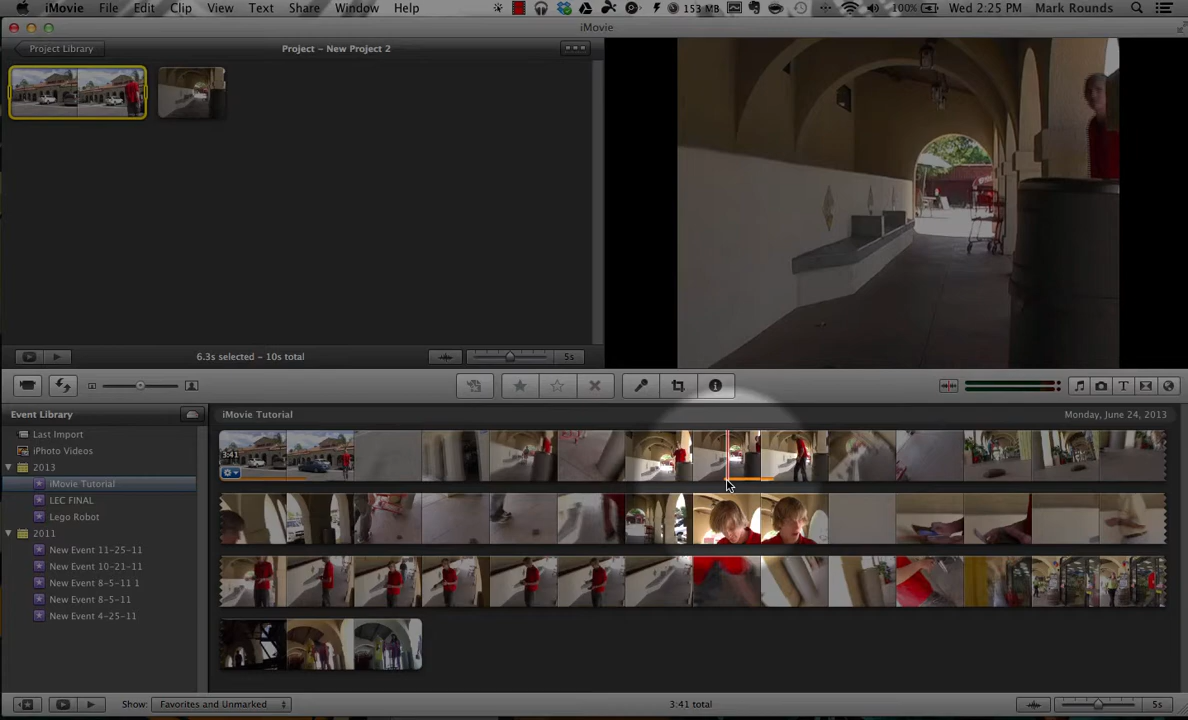 iMovie File Edit Clip View Text Share Window Help 153 MB 100% Wed 2:25 PM Mark Rounds
iMovie
Project Library
Project – New Project 2
6.3s selected – 10s total
5s
Event Library
iMovie Tutorial
Monday, June 24, 2013
Last Import
iPhoto Videos
2013
iMovie Tutorial
LEC FINAL
Lego Robot
2011
New Event 11-25-11
New Event 10-21-11
New Event 8-5-11 1
New Event 8-5-11
New Event 4-25-11
3:41
Show: Favorites and Unmarked
3:41 total
5s